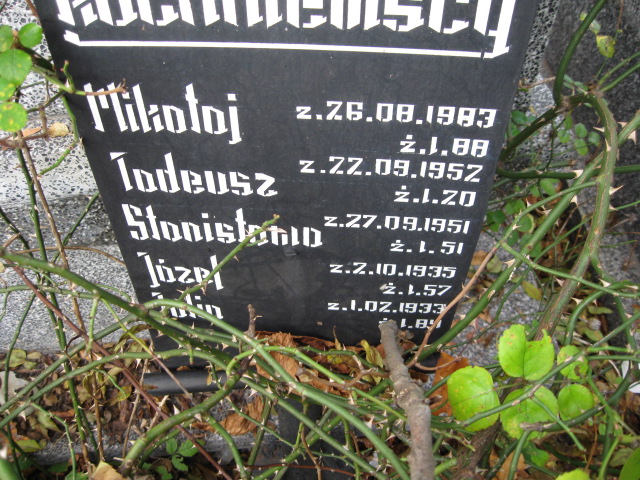 Mikołaj z.26.08.1983
ż.l.88
Tadeusz z.22.09.1952
ż.l.20
Stanisława z.27.09.1951
ż.l.51
Józef z.2.10.1935
ż.l.57
z.1.02.1933